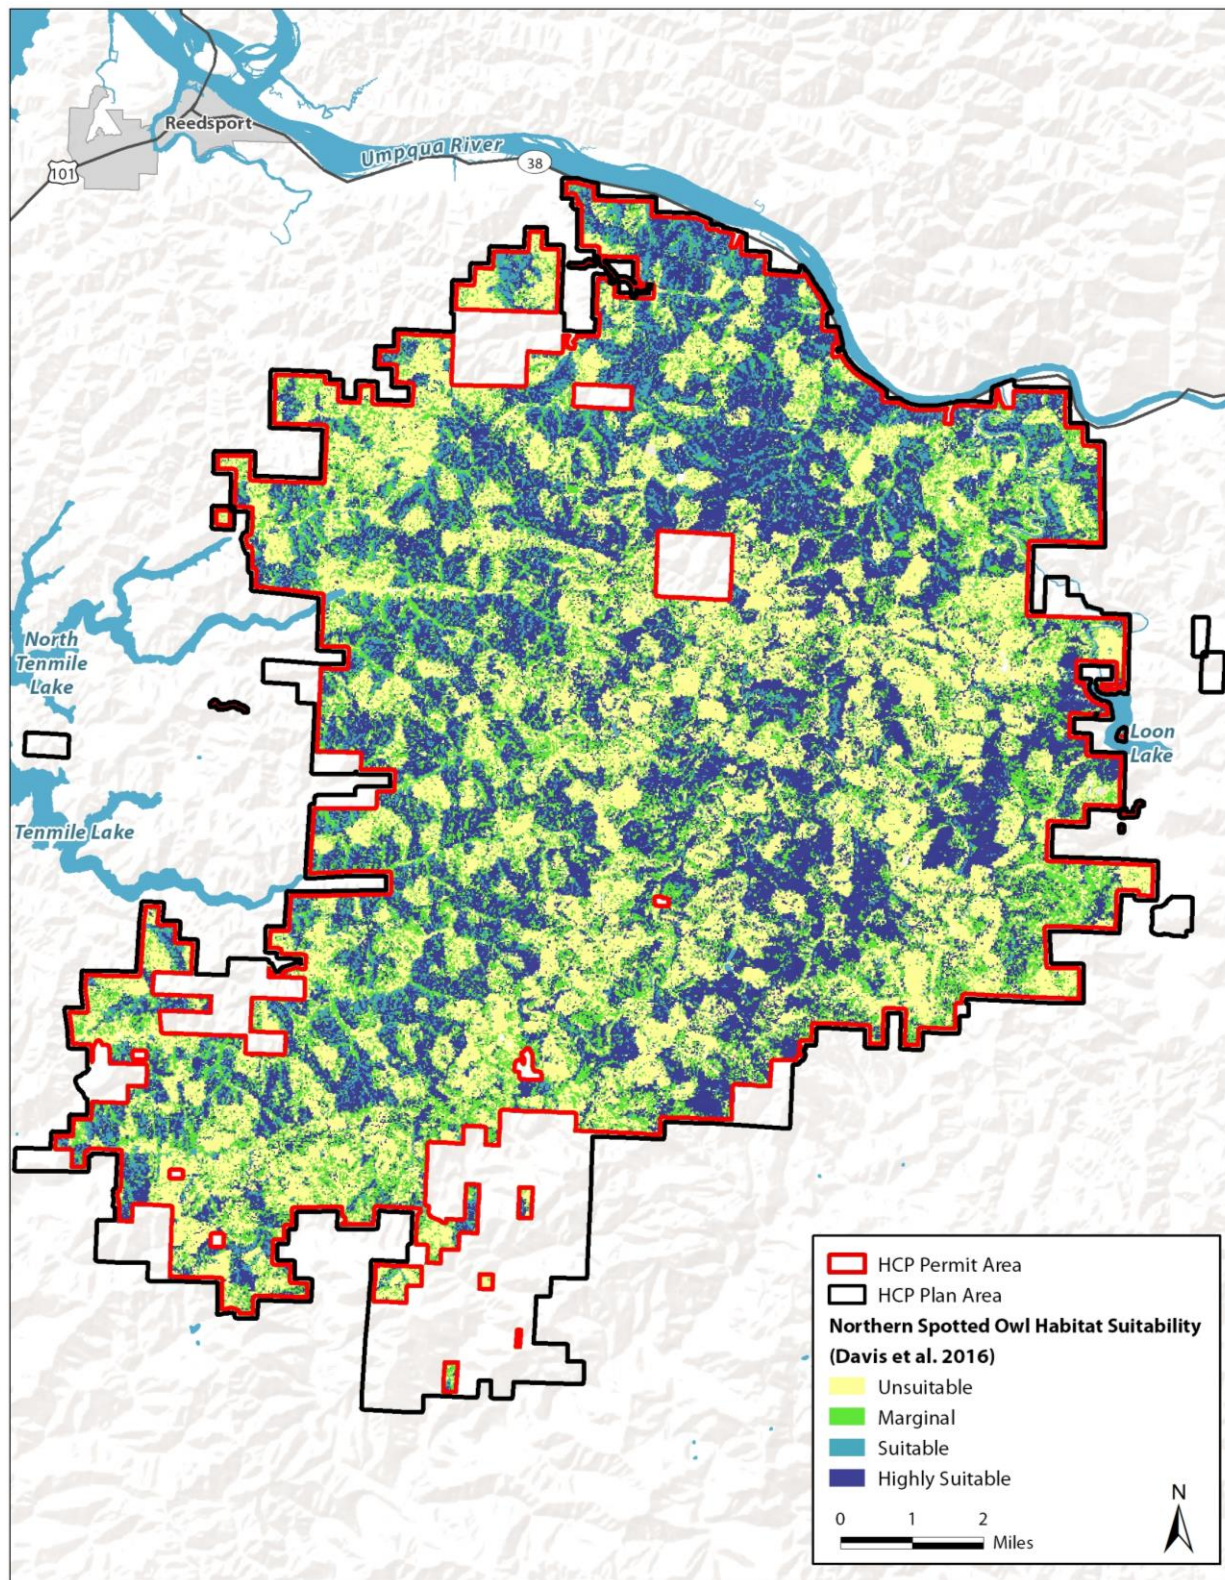 Reedsport
101
Umpqua River
38
North
Tenmile
Lake
Loon
Lake
Tenmile Lake
HCP Permit Area
HCP Plan Area
Northern Spotted Owl Habitat Suitability
(Davis et al. 2016)
Unsuitable
Marginal
Suitable
Highly Suitable
N
0 1 2
Miles